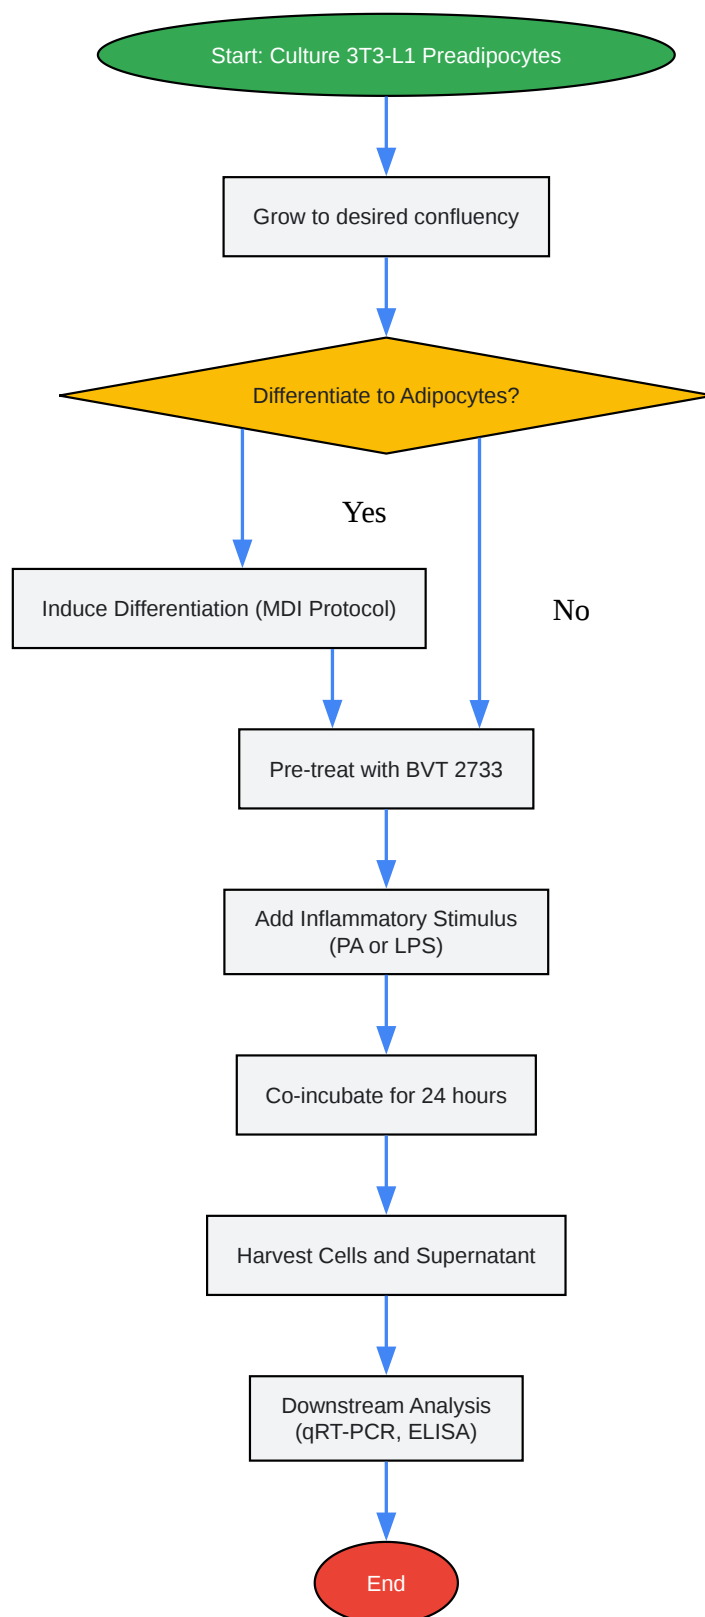 Start: Culture 3T3-L1 Preadipocytes
Grow to desired confluency
Differentiate to Adipocytes?
Yes
Induce Differentiation (MDI Protocol)
No
Pre-treat with BVT 2733
Add Inflammatory Stimulus
(PA or LPS)
Co-incubate for 24 hours
Harvest Cells and Supernatant
Downstream Analysis
(qRT-PCR, ELISA)
End